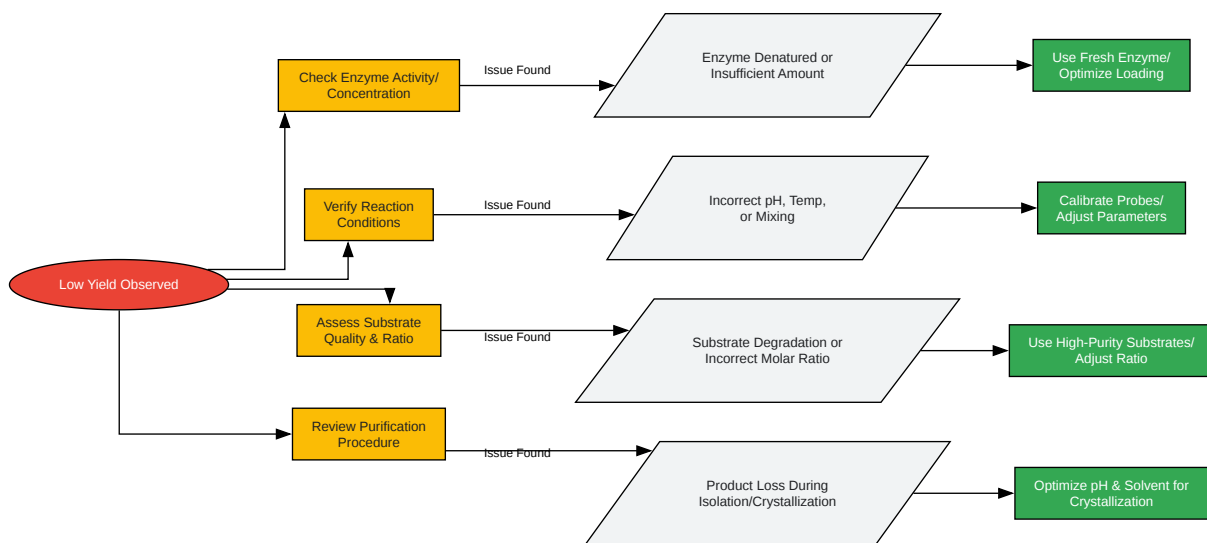 Low Yield Observed
Check Enzyme Activity/
Concentration
Issue Found
Enzyme Denatured or
Insufficient Amount
Use Fresh Enzyme/
Optimize Loading
Verify Reaction
Conditions
Issue Found
Incorrect pH, Temp,
or Mixing
Calibrate Probes/
Adjust Parameters
Assess Substrate
Quality & Ratio
Issue Found
Substrate Degradation or
Incorrect Molar Ratio
Use High-Purity Substrates/
Adjust Ratio
Review Purification
Procedure
Issue Found
Product Loss During
Isolation/Crystallization
Optimize pH & Solvent for
Crystallization